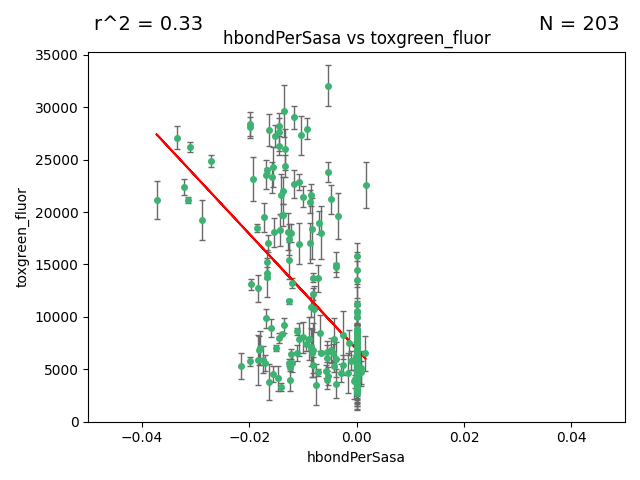 r^2 = 0.33
N = 203
hbondPerSasa vs toxgreen_fluor
toxgreen_fluor
35000
30000
25000
20000
15000
10000
5000
0
−0.04
−0.02
0.00
0.02
0.04
hbondPerSasa